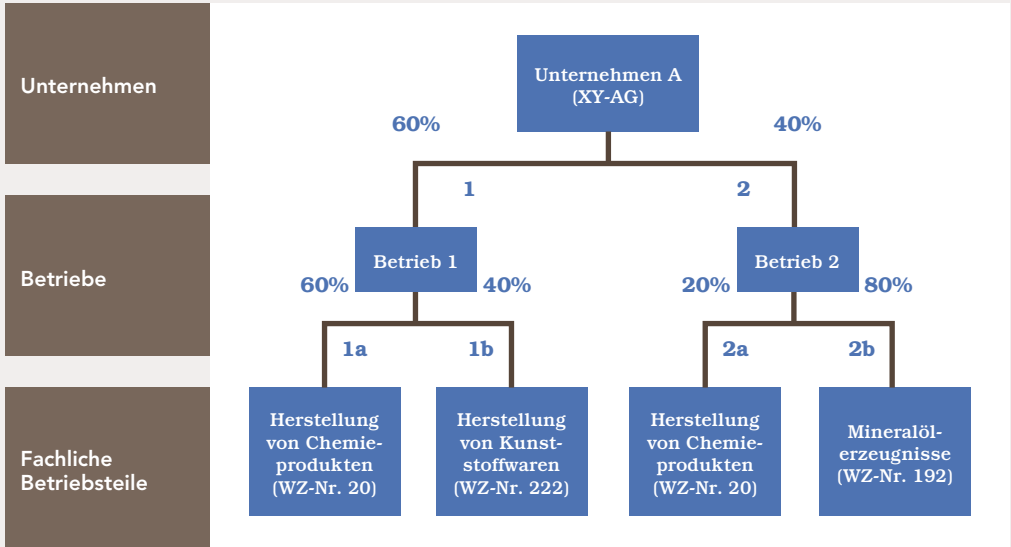 Unternehmen
Unternehmen A
(XY-AG)
60%
40%
1
2
Betriebe
Betrieb 1
Betrieb 2
60%
40%
20%
80%
1a
1b
2a
2b
Fachliche
Betriebsteile
Herstellung
von Chemie-
produkten
(WZ-Nr. 20)
Herstellung
von Kunst-
stoffwaren
(WZ-Nr. 222)
Herstellung
von Chemie-
produkten
(WZ-Nr. 20)
Mineralöl-
erzeugnisse
(WZ-Nr. 192)